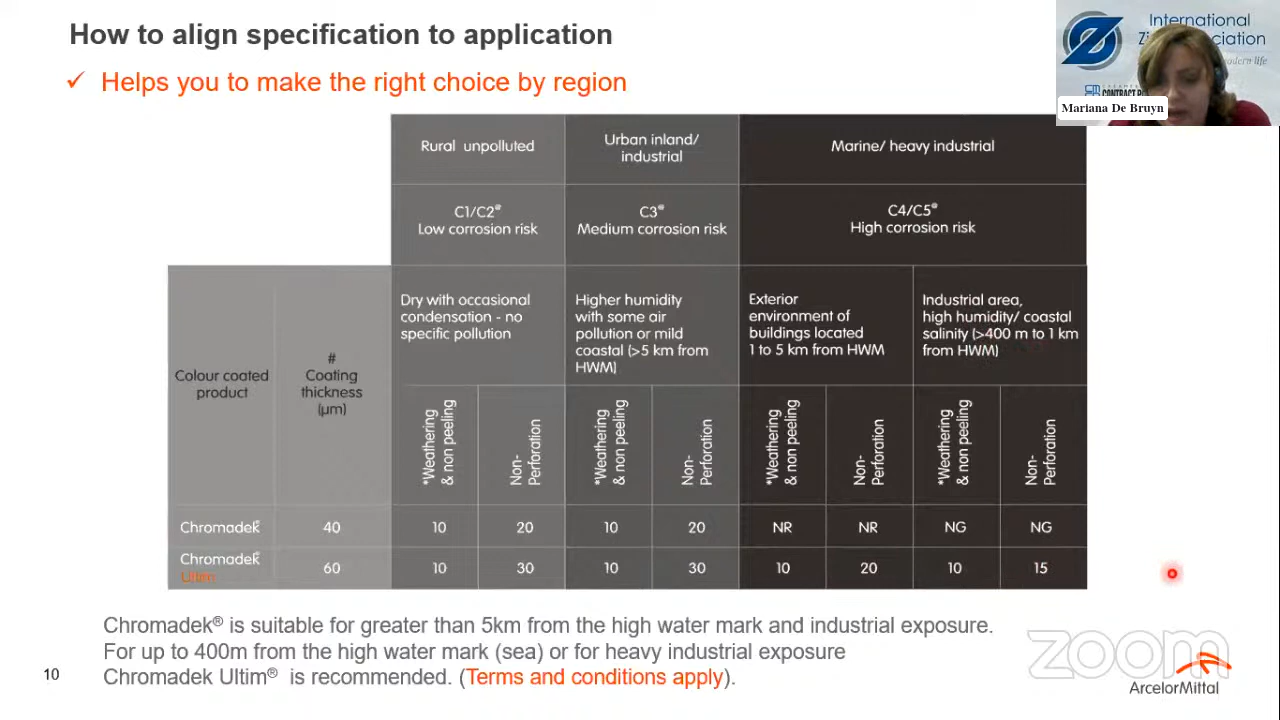 How to align specification to application
✓ Helps you to make the right choice by region
International
Association
Mariana De Bruyn
Rural unpolluted
Urban inland/
industrial
Marine/ heavy industrial
C1/C2*
Low corrosion risk
C3*
Medium corrosion risk
C4/C5*
High corrosion risk
Colour coated
product
#
Coating
thickness
(µm)
Dry with occasional
condensation - no
specific pollution
Higher humidity
with some air
pollution or mild
coastal (>5 km from
HWM)
Exterior
environment of
buildings located
1 to 5 km from HWM
Industrial area,
high humidity/ coastal
salinity (>400 m to 1 km
from HWM)
*Weathering
& non peeling
Non-
Perforation
*Weathering
& non peeling
Non-
Perforation
*Weathering
& non peeling
Non-
Perforation
*Weathering
& non peeling
Non-
Perforation
Chromadek® 40 10 20 10 20 NR NR NG NG
Chromadek®
Ultim 60 10 30 10 30 10 20 10 15
Chromadek® is suitable for greater than 5km from the high water mark and industrial exposure.
For up to 400m from the high water mark (sea) or for heavy industrial exposure
Chromadek Ultim® is recommended. (Terms and conditions apply).
zoom
10
ArcelorMittal